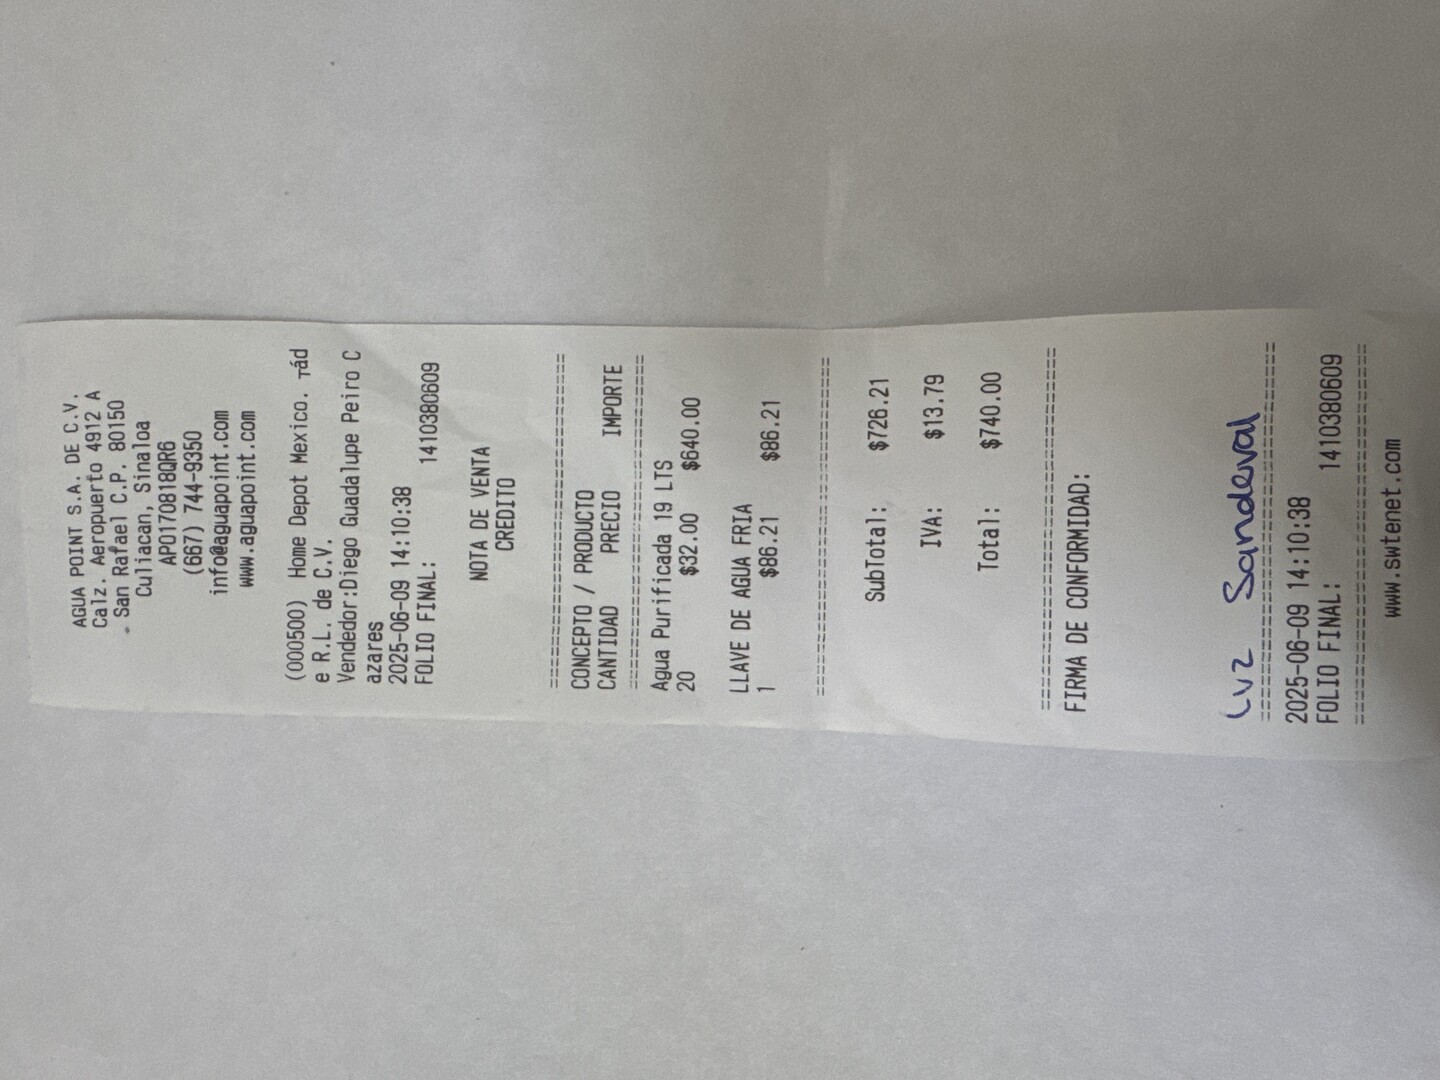 AGUA POINT S.A. DE C.V.
Calz. Aeropuerto 4912 A
San Rafael C.P. 80150
Culiacan, Sinaloa
APO170818QR6
(667) 744-9350
info@aguapoint.com
www.aguapoint.com
(000500) Home Depot Mexico. Tád
e R.L. de C.V.
Vendedor:Diego Guadalupe Peiro C
azares
2025-06-09 14:10:38
FOLIO FINAL: 1410380609
NOTA DE VENTA
CREDITO
================================
CONCEPTO / PRODUCTO
CANTIDAD PRECIO IMPORTE
================================
Agua Purificada 19 LTS
20 $32.00 $640.00
LLAVE DE AGUA FRIA
1 $86.21 $86.21
================================
SubTotal: $726.21
IVA: $13.79
Total: $740.00
================================
FIRMA DE CONFORMIDAD:
Luz Sandoval
================================
2025-06-09 14:10:38
FOLIO FINAL: 1410380609
================================
www.swtenet.com